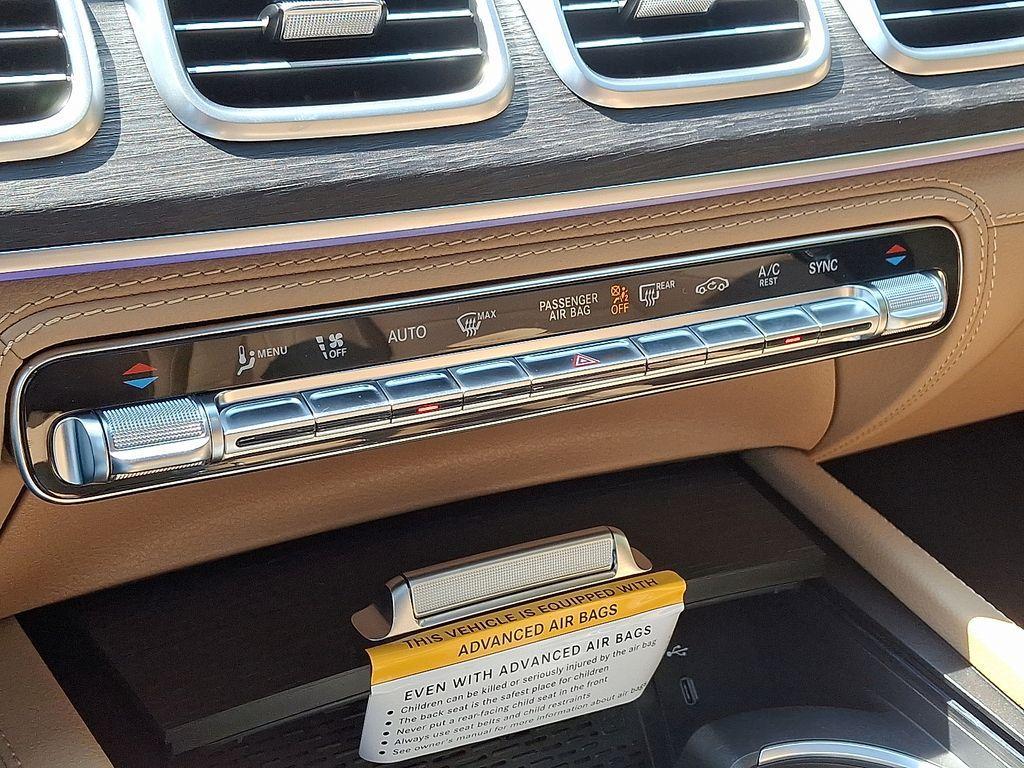 MENU
OFF
AUTO
MAX
PASSENGER
AIR BAG
2
OFF
REAR
A/C
REST
SYNC
THIS VEHICLE IS EQUIPPED WITH
ADVANCED AIR BAGS
EVEN WITH ADVANCED AIR BAGS
• Children can be killed or seriously injured by the air bag
• The back seat is the safest place for children
• Never put a rear-facing child seat in the front
• Always use seat belts and child restraints
• See owner's manual for more information about air bags